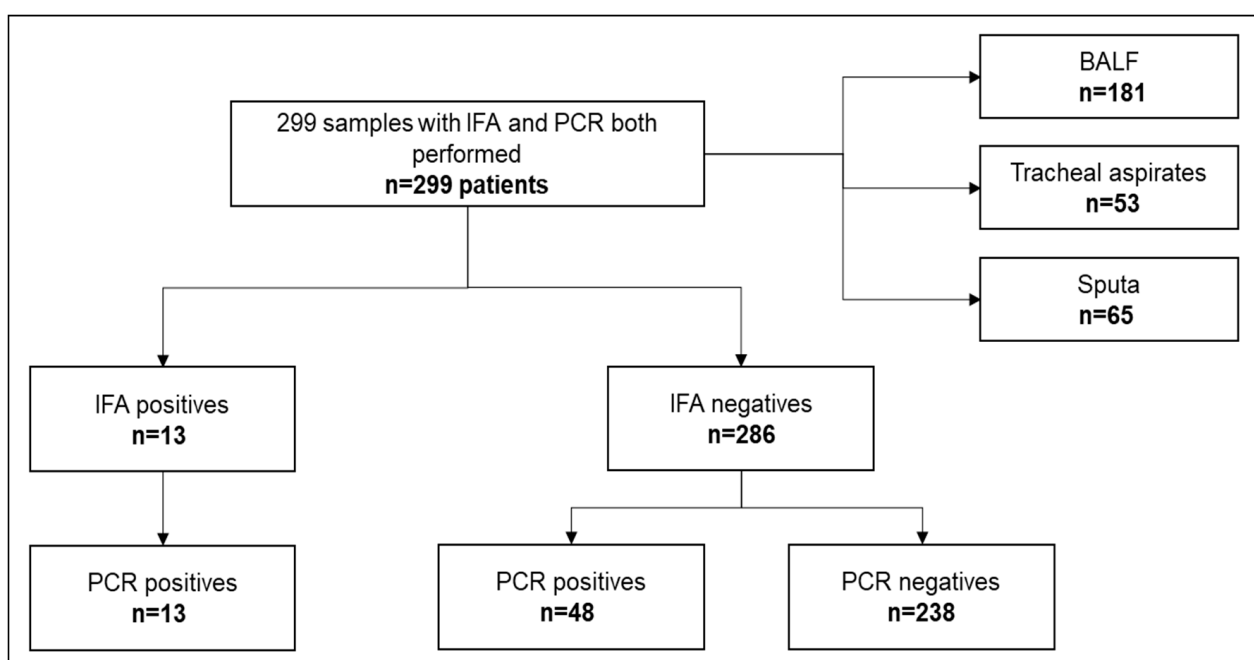 299 samples with IFA and PCR both
performed
n=299 patients
BALF
n=181
Tracheal aspirates
n=53
Sputa
n=65
IFA positives
n=13
IFA negatives
n=286
PCR positives
n=13
PCR positives
n=48
PCR negatives
n=238